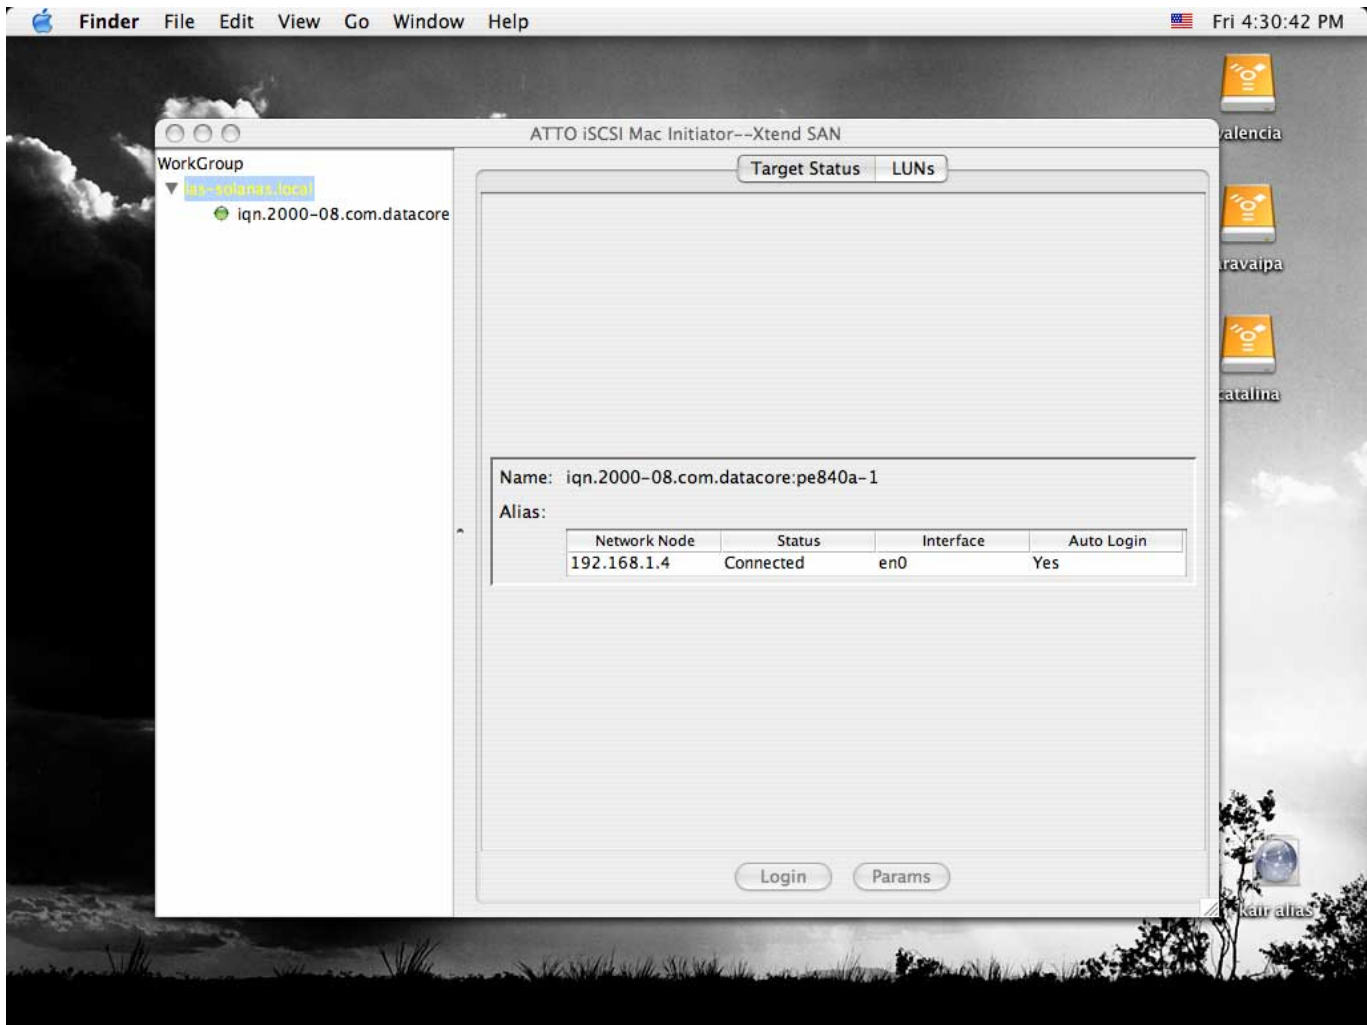 Finder File Edit View Go Window Help Fri 4:30:42 PM
ATTO iSCSI Mac Initiator--Xtend SAN
WorkGroup
las-solanas.local
iqn.2000-08.com.datacore
Target Status LUNs
Name: iqn.2000-08.com.datacore:pe840a-1
Alias:
Network Node Status Interface Auto Login
192.168.1.4 Connected en0 Yes
Login Params
valencia
aravaipa
catalina
kair alias